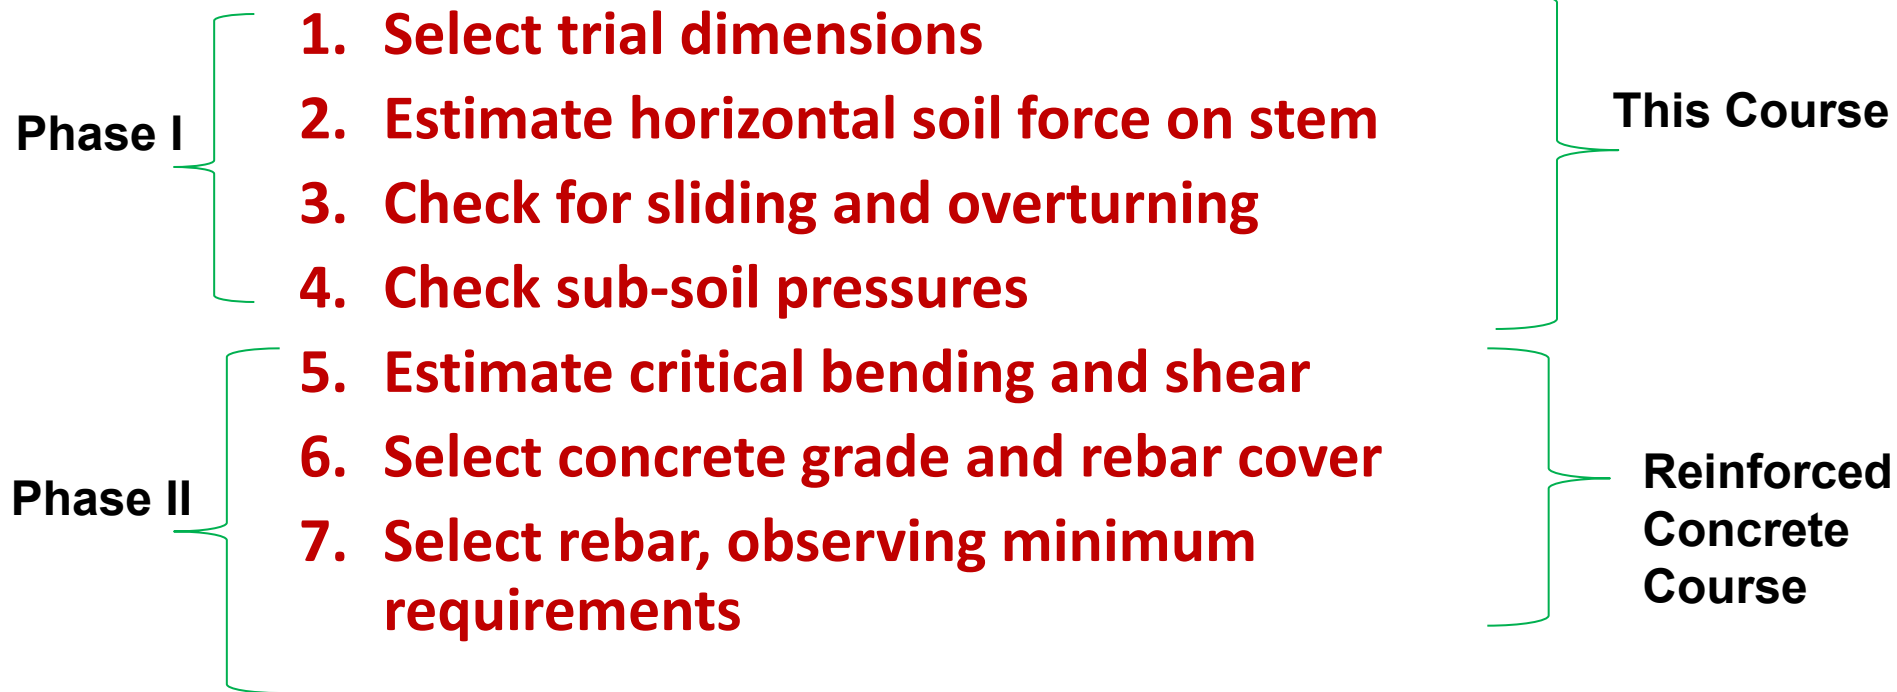 Phase I
1. Select trial dimensions
2. Estimate horizontal soil force on stem
3. Check for sliding and overturning
4. Check sub-soil pressures
This Course
Phase II
5. Estimate critical bending and shear
6. Select concrete grade and rebar cover
7. Select rebar, observing minimum
requirements
Reinforced
Concrete
Course